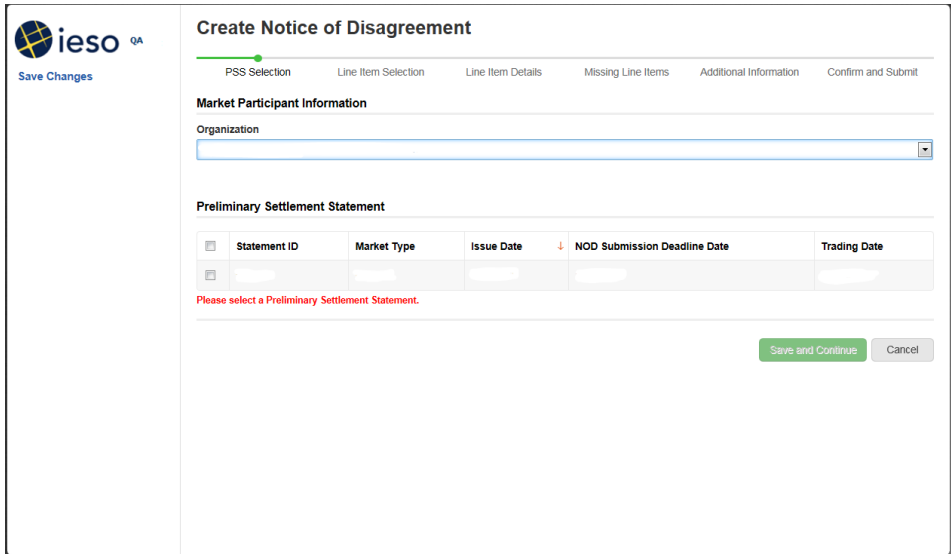 Create Notice of Disagreement
ieso QA
Save Changes
PSS Selection Line Item Selection Line Item Details Missing Line Items Additional Information Confirm and Submit
Market Participant Information
Organization
Preliminary Settlement Statement
Statement ID Market Type Issue Date ↓ NOD Submission Deadline Date Trading Date
Please select a Preliminary Settlement Statement.
Save and Continue Cancel